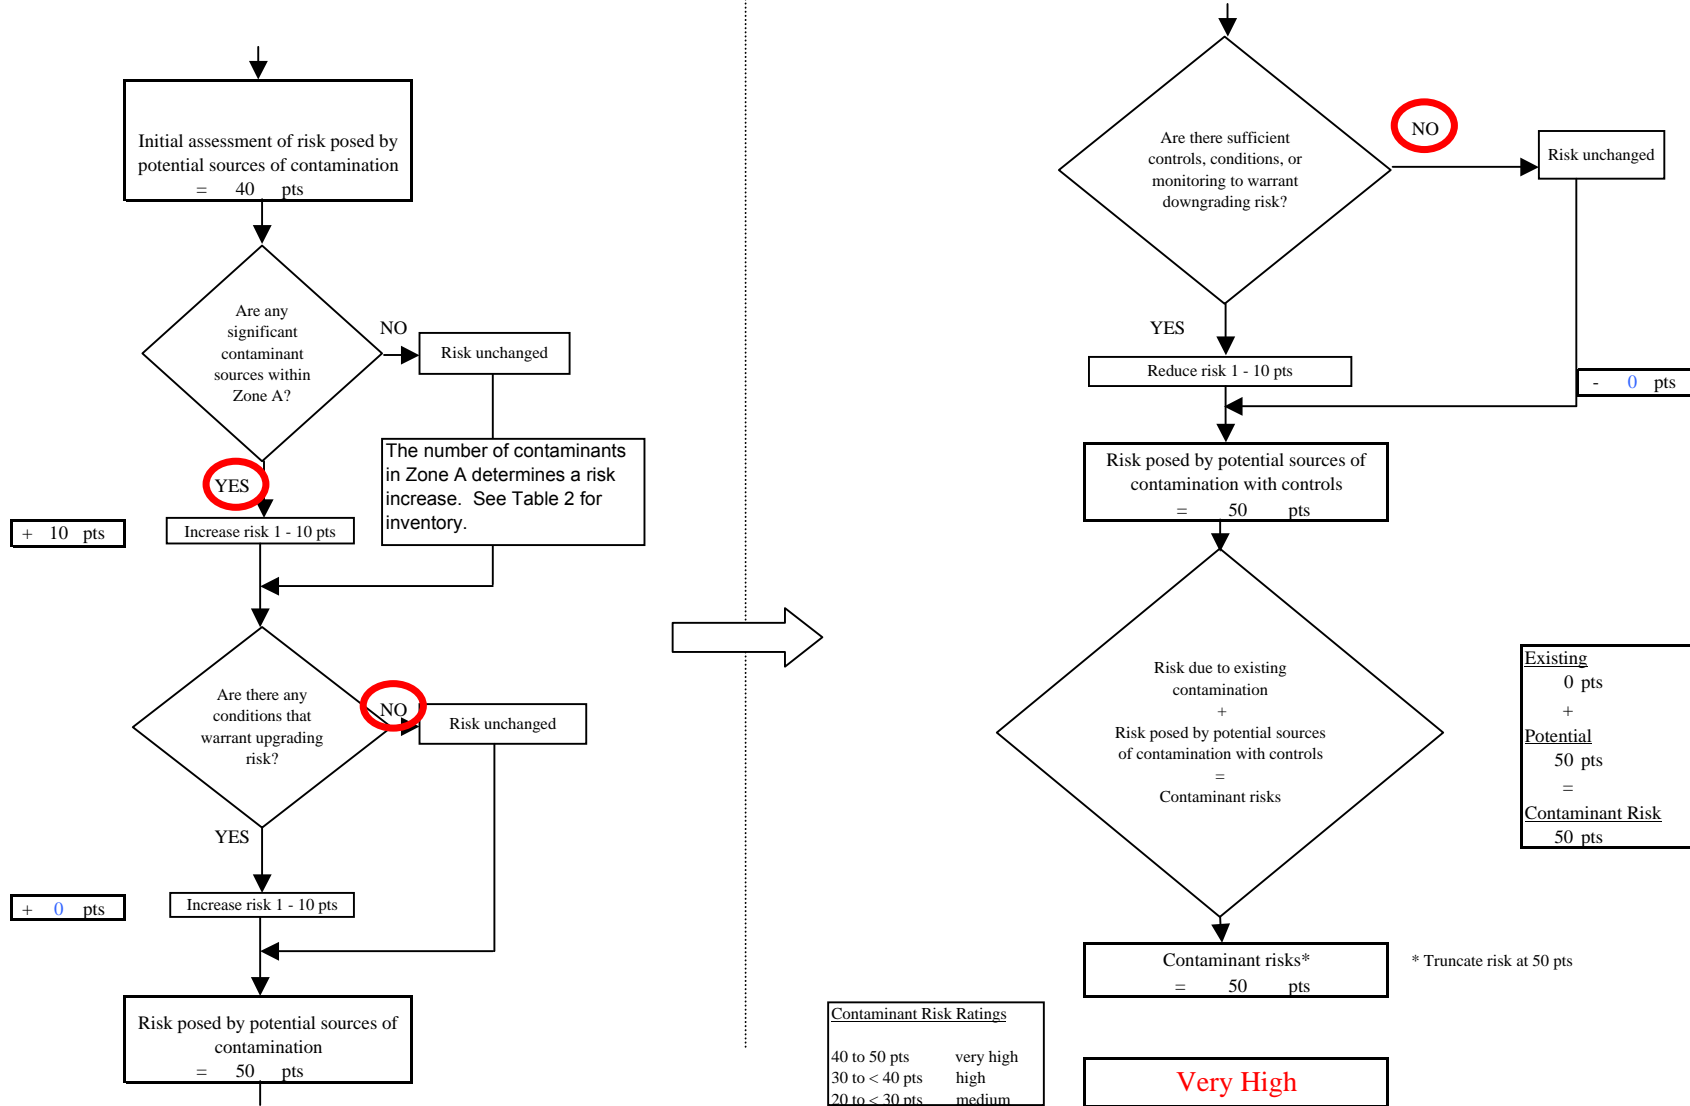 Initial assessment of risk posed by
potential sources of contamination
= 40 pts
Are any
significant
contaminant
sources within
Zone A?
NO
Risk unchanged
The number of contaminants
in Zone A determines a risk
increase. See Table 2 for
inventory.
YES
+ 10 pts
Increase risk 1 - 10 pts
Are there any
conditions that
warrant upgrading
risk?
NO
Risk unchanged
YES
+ 0 pts
Increase risk 1 - 10 pts
Risk posed by potential sources of
contamination
= 50 pts
Are there sufficient
controls, conditions, or
monitoring to warrant
downgrading risk?
NO
Risk unchanged
YES
Reduce risk 1 - 10 pts
- 0 pts
Risk posed by potential sources of
contamination with controls
= 50 pts
Risk due to existing
contamination
+
Risk posed by potential sources
of contamination with controls
=
Contaminant risks
Existing
0 pts
+
Potential
50 pts
=
Contaminant Risk
50 pts
Contaminant risks*
= 50 pts
* Truncate risk at 50 pts
Contaminant Risk Ratings
40 to 50 pts very high
30 to < 40 pts high
20 to < 30 pts medium
Very High